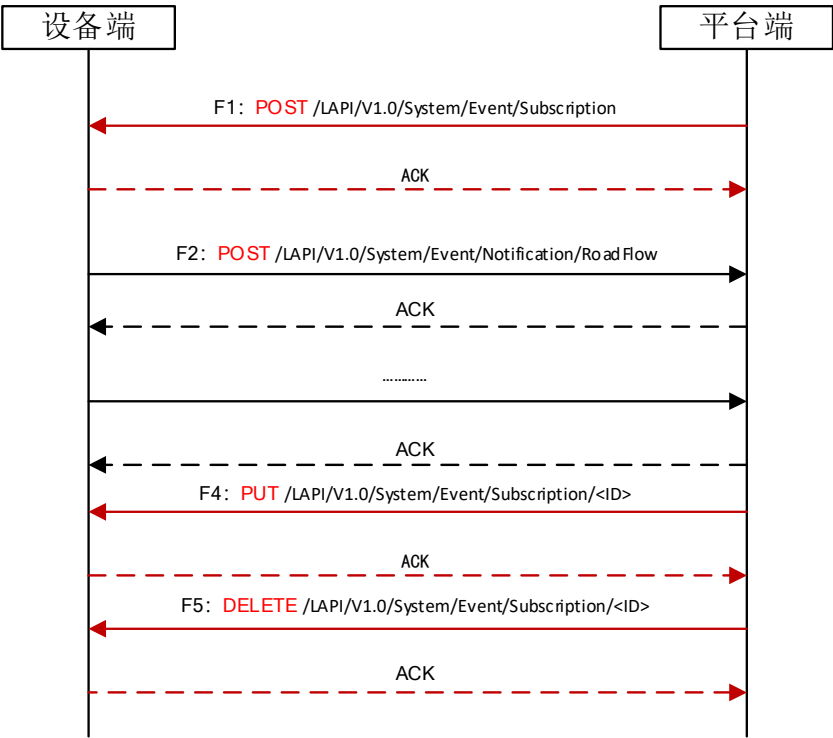 设备端
平台端
F1: POST /LAPI/V1.0/System/Event/Subscription
ACK
F2: POST /LAPI/V1.0/System/Event/Notification/RoadFlow
ACK
…………
ACK
F4: PUT /LAPI/V1.0/System/Event/Subscription/<ID>
ACK
F5: DELETE /LAPI/V1.0/System/Event/Subscription/<ID>
ACK